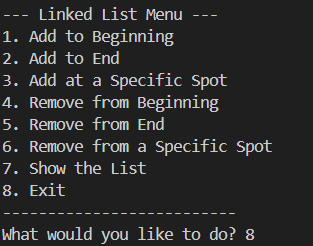 --- Linked List Menu ---
1. Add to Beginning
2. Add to End
3. Add at a Specific Spot
4. Remove from Beginning
5. Remove from End
6. Remove from a Specific Spot
7. Show the List
8. Exit
--------------------------
What would you like to do? 8